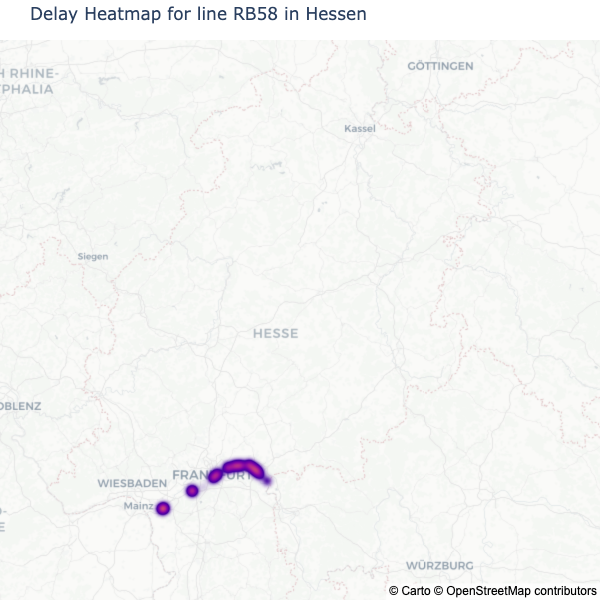 Delay Heatmap for line RB58 in Hessen
GÖTTINGEN
H RHINE-
TPHALIA
Kassel
Siegen
HESSE
OBLENZ
FRANKFURT
WIESBADEN
Mainz
WÜRZBURG
© Carto © OpenStreetMap contributors